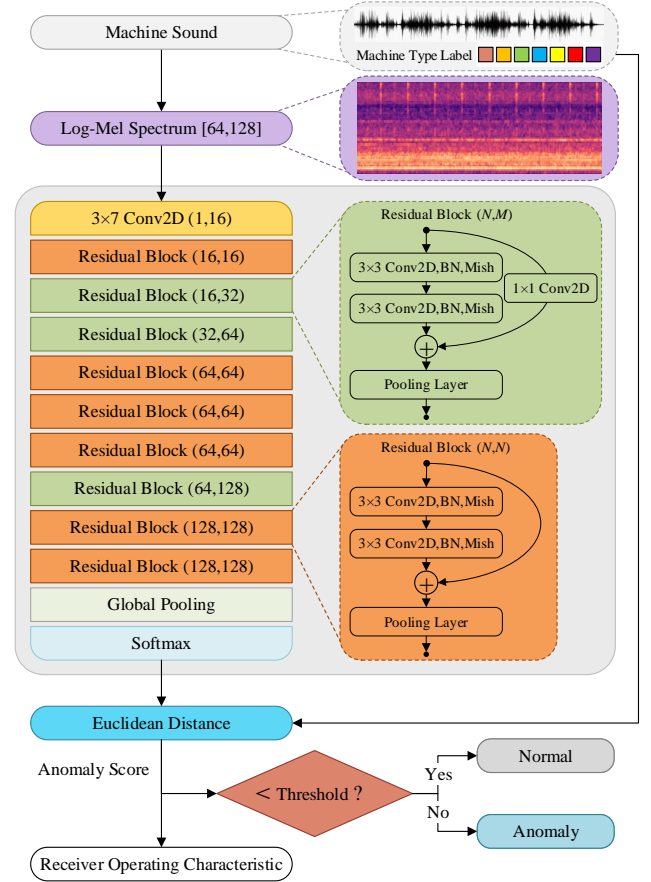 Machine Sound
Machine Type Label
Log-Mel Spectrum [64,128]
3×7 Conv2D (1,16)
Residual Block (16,16)
Residual Block (16,32)
Residual Block (32,64)
Residual Block (64,64)
Residual Block (64,64)
Residual Block (64,64)
Residual Block (64,128)
Residual Block (128,128)
Residual Block (128,128)
Global Pooling
Softmax
Residual Block (N,M)
3×3 Conv2D,BN,Mish
1×1 Conv2D
3×3 Conv2D,BN,Mish
+
Pooling Layer
Residual Block (N,N)
3×3 Conv2D,BN,Mish
3×3 Conv2D,BN,Mish
+
Pooling Layer
Euclidean Distance
Anomaly Score
< Threshold ?
Yes
No
Normal
Anomaly
Receiver Operating Characteristic